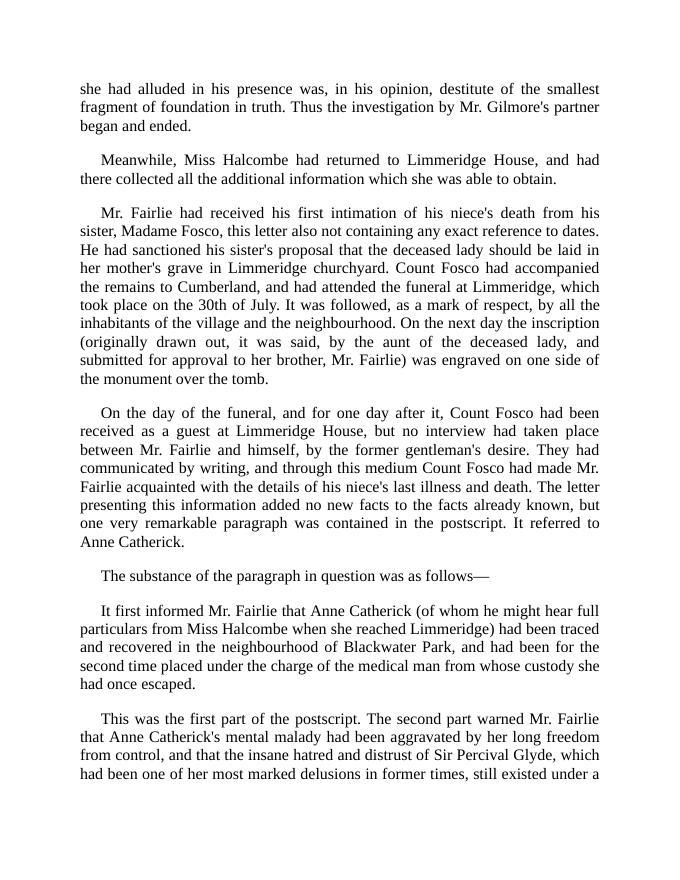 she had alluded in his presence was, in his opinion, destitute of the smallest
fragment of foundation in truth. Thus the investigation by Mr. Gilmore's partner
began and ended.
Meanwhile, Miss Halcombe had returned to Limmeridge House, and had
there collected all the additional information which she was able to obtain.
Mr. Fairlie had received his first intimation of his niece's death from his
sister, Madame Fosco, this letter also not containing any exact reference to dates.
He had sanctioned his sister's proposal that the deceased lady should be laid in
her mother's grave in Limmeridge churchyard. Count Fosco had accompanied
the remains to Cumberland, and had attended the funeral at Limmeridge, which
took place on the 30th of July. It was followed, as a mark of respect, by all the
inhabitants of the village and the neighbourhood. On the next day the inscription
(originally drawn out, it was said, by the aunt of the deceased lady, and
submitted for approval to her brother, Mr. Fairlie) was engraved on one side of
the monument over the tomb.
On the day of the funeral, and for one day after it, Count Fosco had been
received as a guest at Limmeridge House, but no interview had taken place
between Mr. Fairlie and himself, by the former gentleman's desire. They had
communicated by writing, and through this medium Count Fosco had made Mr.
Fairlie acquainted with the details of his niece's last illness and death. The letter
presenting this information added no new facts to the facts already known, but
one very remarkable paragraph was contained in the postscript. It referred to
Anne Catherick.
The substance of the paragraph in question was as follows—
It first informed Mr. Fairlie that Anne Catherick (of whom he might hear full
particulars from Miss Halcombe when she reached Limmeridge) had been traced
and recovered in the neighbourhood of Blackwater Park, and had been for the
second time placed under the charge of the medical man from whose custody she
had once escaped.
This was the first part of the postscript. The second part warned Mr. Fairlie
that Anne Catherick's mental malady had been aggravated by her long freedom
from control, and that the insane hatred and distrust of Sir Percival Glyde, which
had been one of her most marked delusions in former times, still existed under a